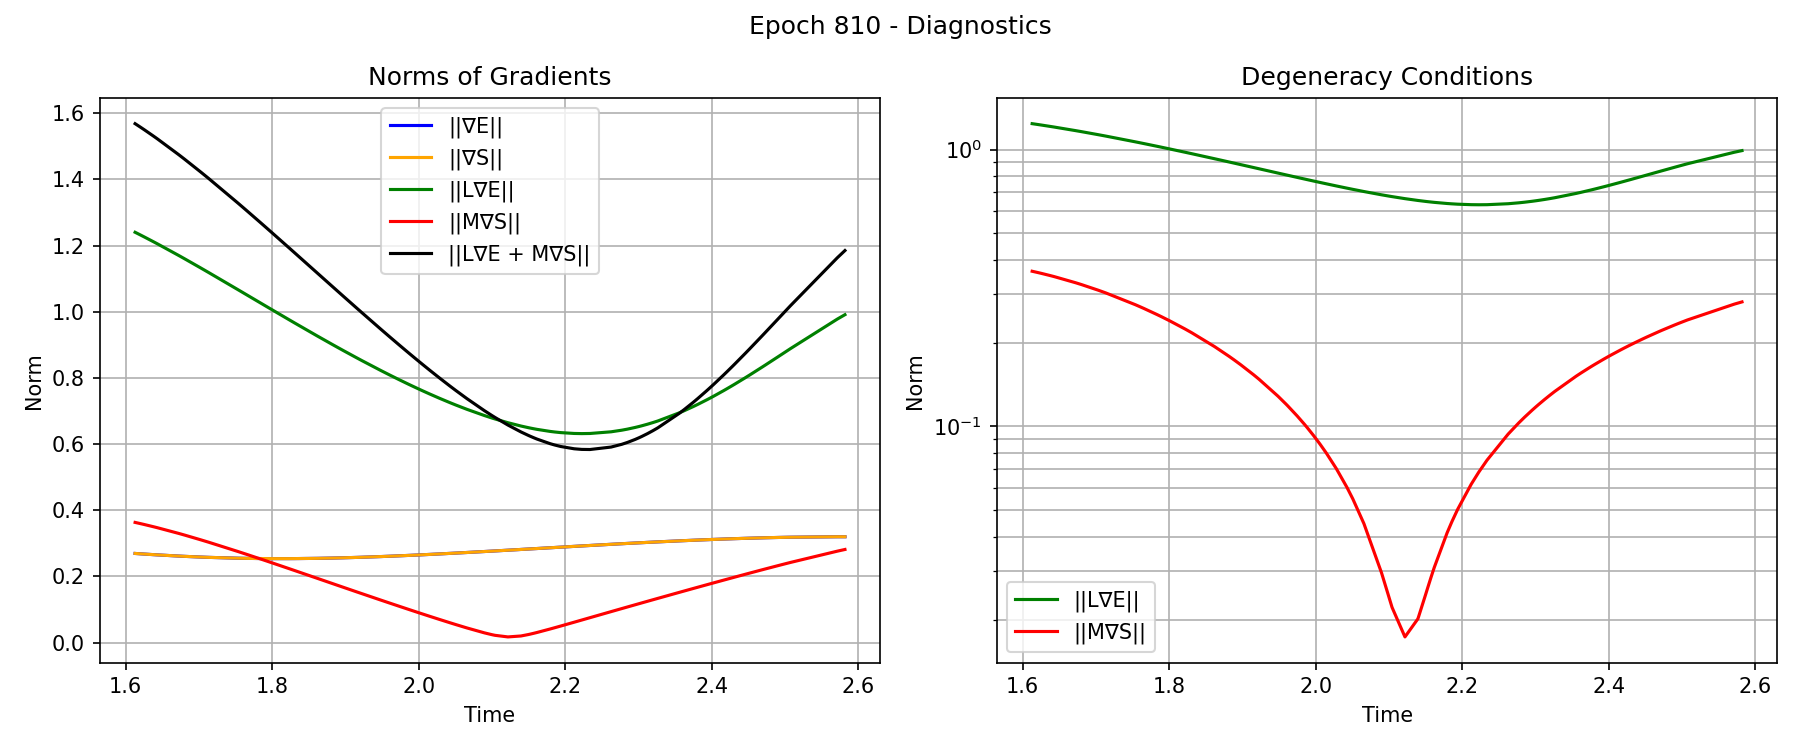 Epoch 810 - Diagnostics
Norms of Gradients
||∇E||
||∇S||
||L∇E||
||M∇S||
||L∇E + M∇S||
Norm
1.6
1.4
1.2
1.0
0.8
0.6
0.4
0.2
0.0
1.6 1.8 2.0 2.2 2.4 2.6
Time
Degeneracy Conditions
Norm
10⁰
10⁻¹
||L∇E||
||M∇S||
1.6 1.8 2.0 2.2 2.4 2.6
Time